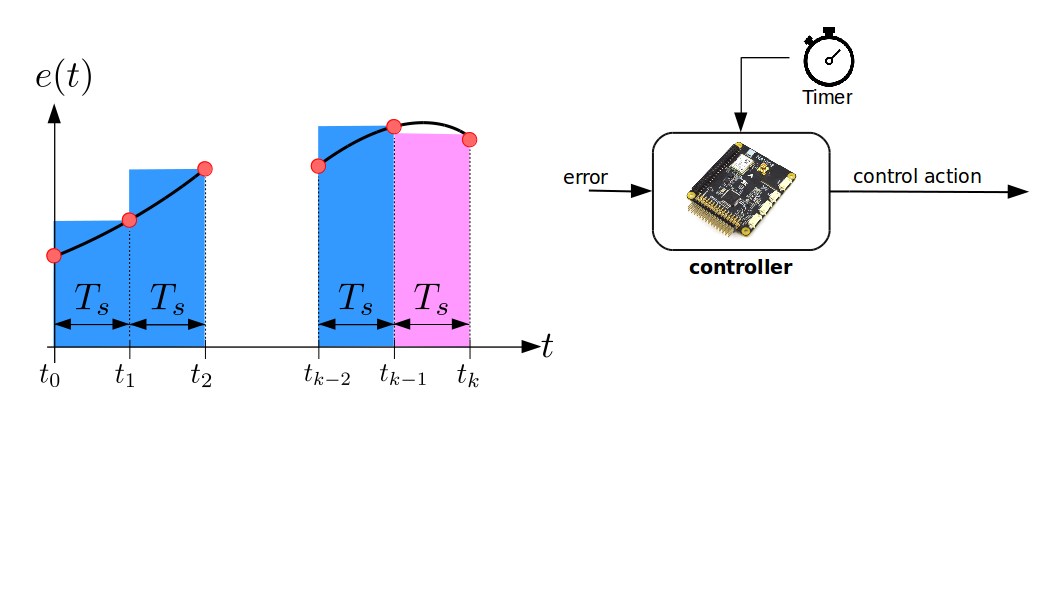 e(t)
T_s T_s T_s T_s
t
t_0 t_1 t_2 t_{k-2} t_{k-1} t_k
Timer
error
control action
controller